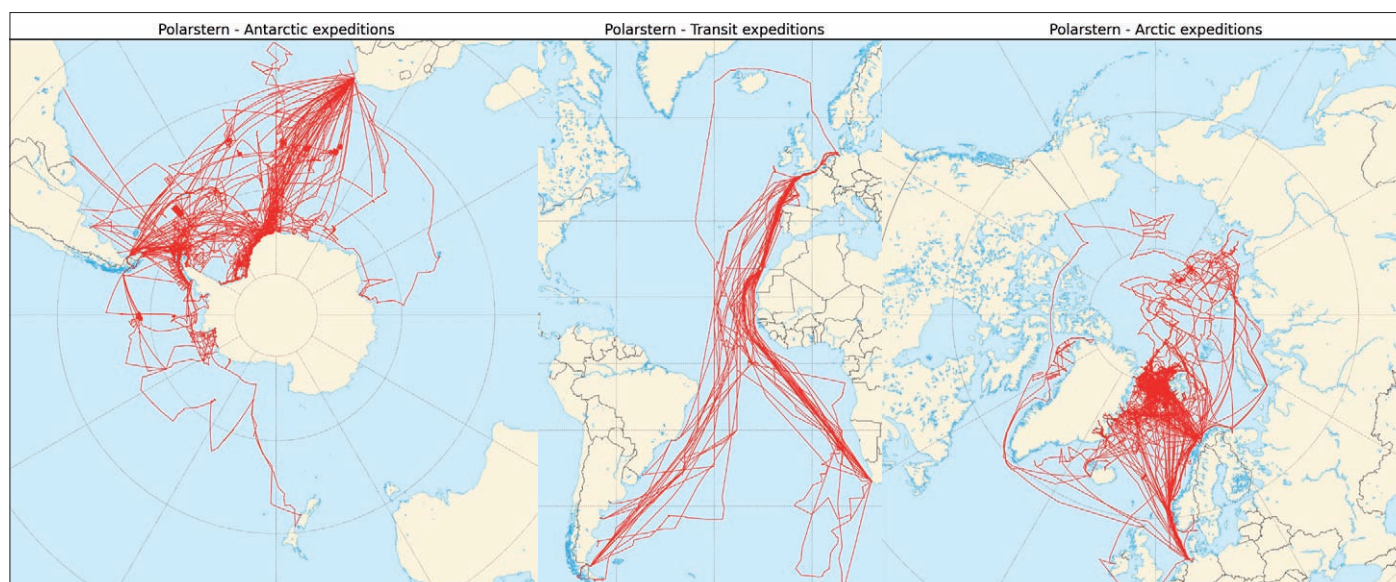 Polarstern - Antarctic expeditions
Polarstern - Transit expeditions
Polarstern - Arctic expeditions